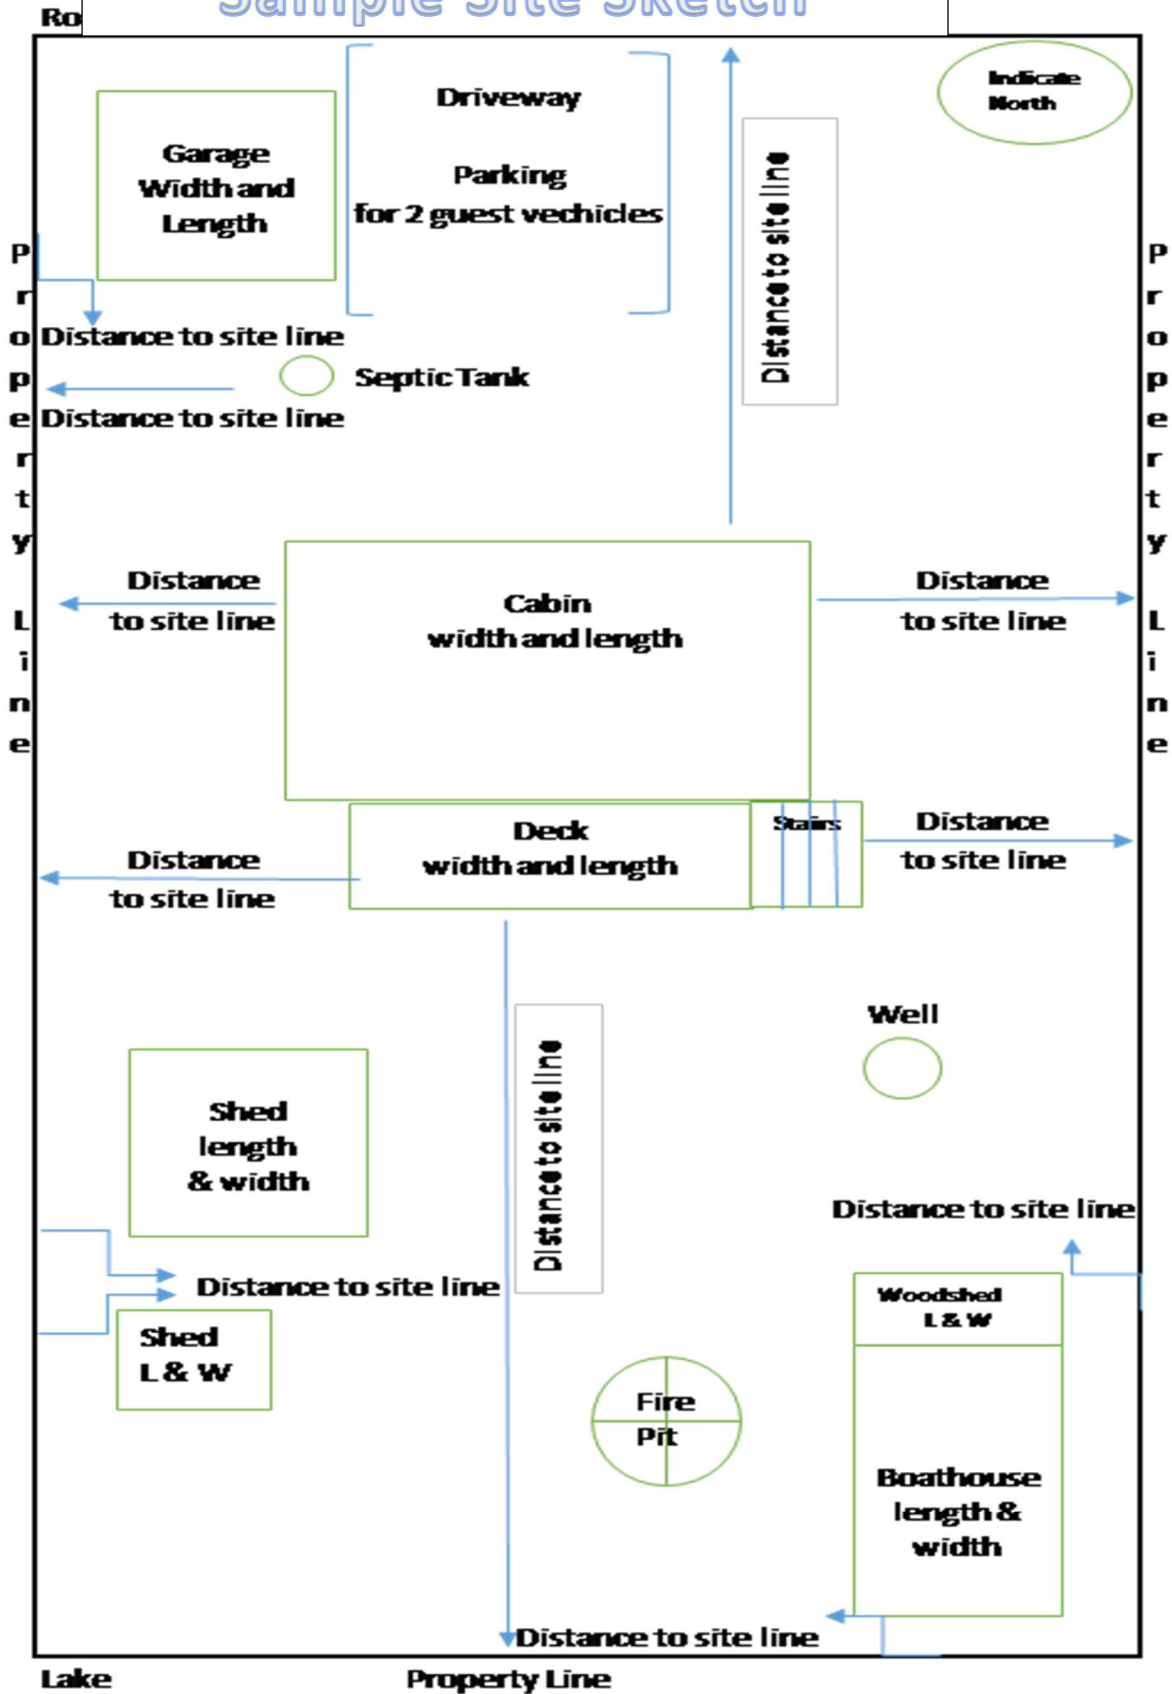 Sample Site Sketch
Ro
Indicate
North
Driveway
Parking
for 2 guest vechicles
Garage
Width and
Length
Distance to site line
Property Line
Property Line
Distance to site line
Septic Tank
Distance to site line
Distance
to site line
Cabin
width and length
Distance
to site line
Distance
to site line
Deck
width and length
Stairs
Distance
to site line
Well
Distance to site line
Shed
length
& width
Distance to site line
Distance to site line
Shed
L & W
Woodshed
L & W
Fire
Pit
Boathouse
length &
width
Distance to site line
Lake
Property Line